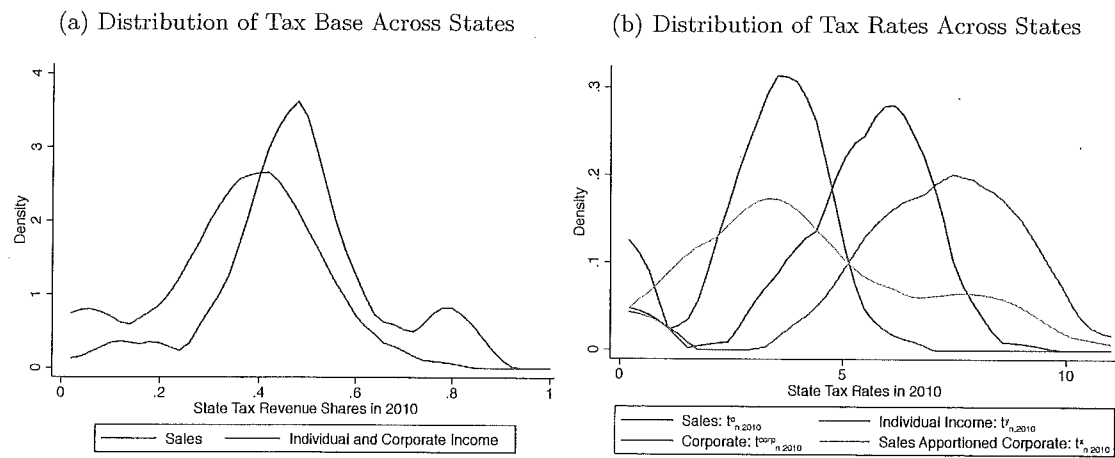 (a) Distribution of Tax Base Across States
4
3
2
1
0
Density
0 .2 .4 .6 .8 1
State Tax Revenue Shares in 2010
Sales Individual and Corporate Income
(b) Distribution of Tax Rates Across States
.3
.2
.1
0
Density
0 5 10
State Tax Rates in 2010
Sales: t^c_n,2010 Individual Income: t^y_n,2010
Corporate: t^corp_n,2010 Sales Apportioned Corporate: t^x_n,2010